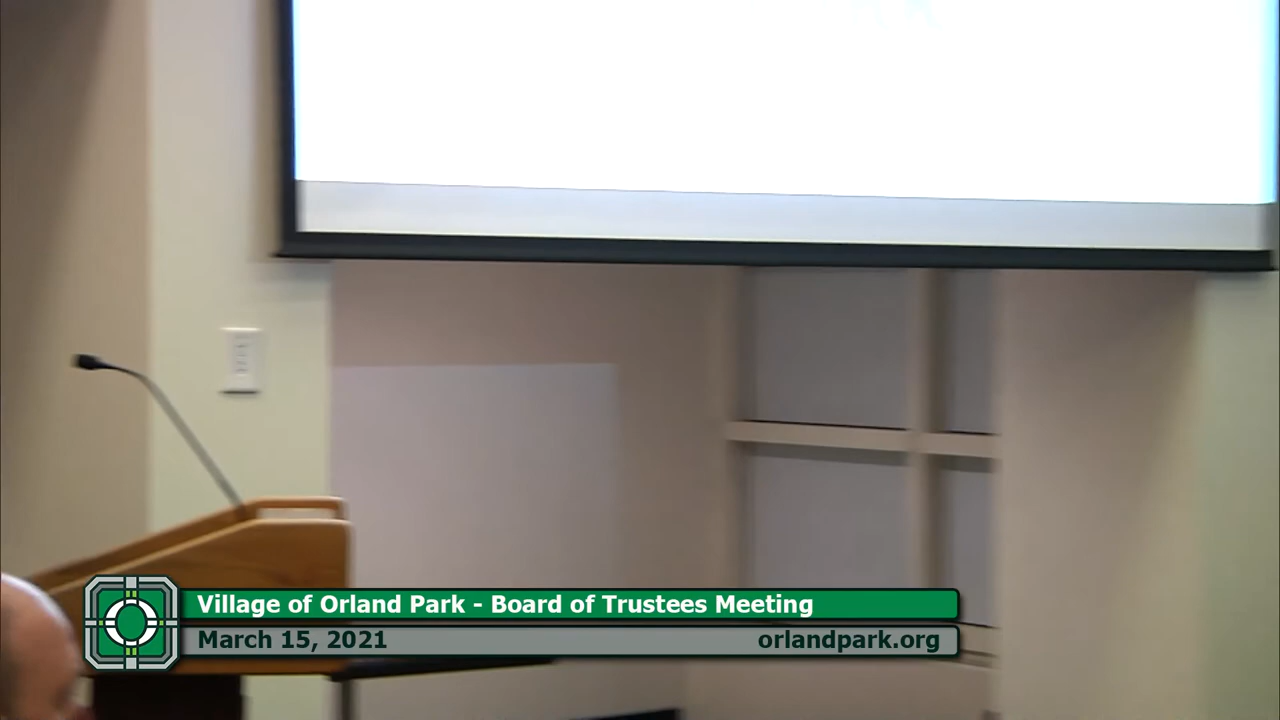 Village of Orland Park - Board of Trustees Meeting
March 15, 2021
orlandpark.org